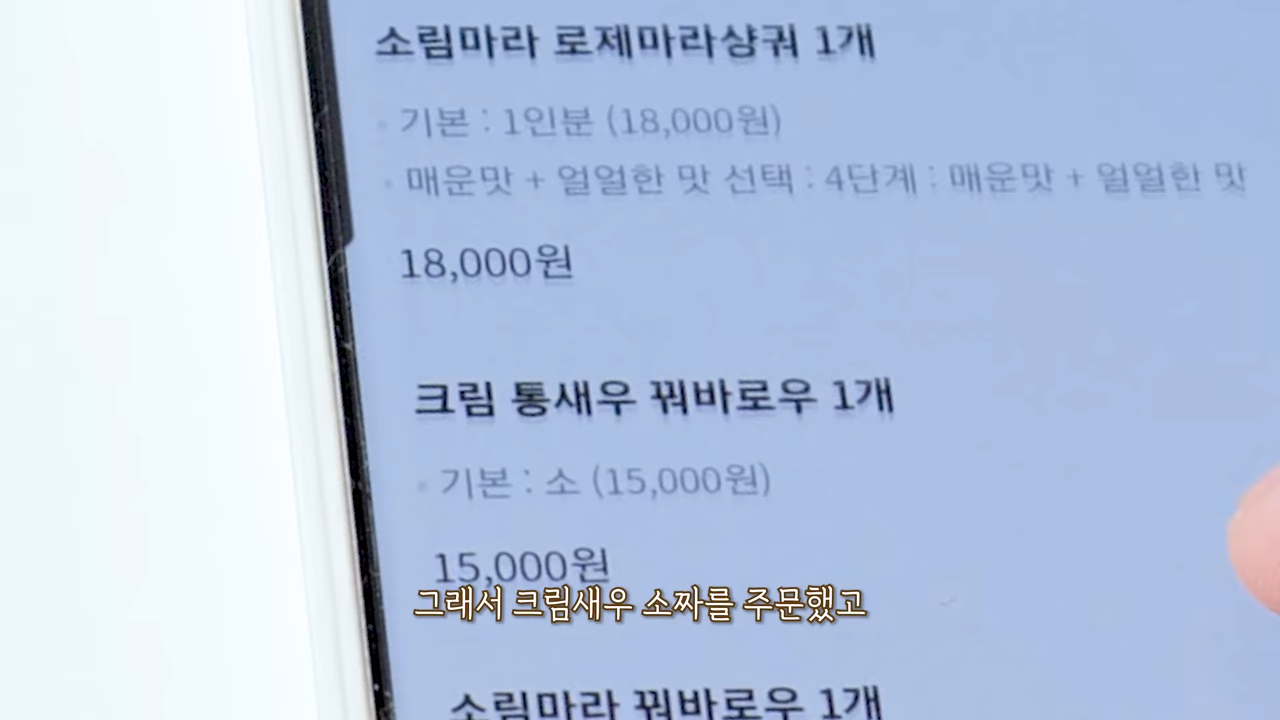 소림마라 로제마라샹궈 1개
· 기본 : 1인분 (18,000원)
· 매운맛 + 얼얼한 맛 선택 : 4단계 : 매운맛 + 얼얼한 맛
18,000원
크림 통새우 꿔바로우 1개
· 기본 : 소 (15,000원)
15,000원
그래서 크림새우 소짜를 주문했고
소림마라 꿔바로우 1개